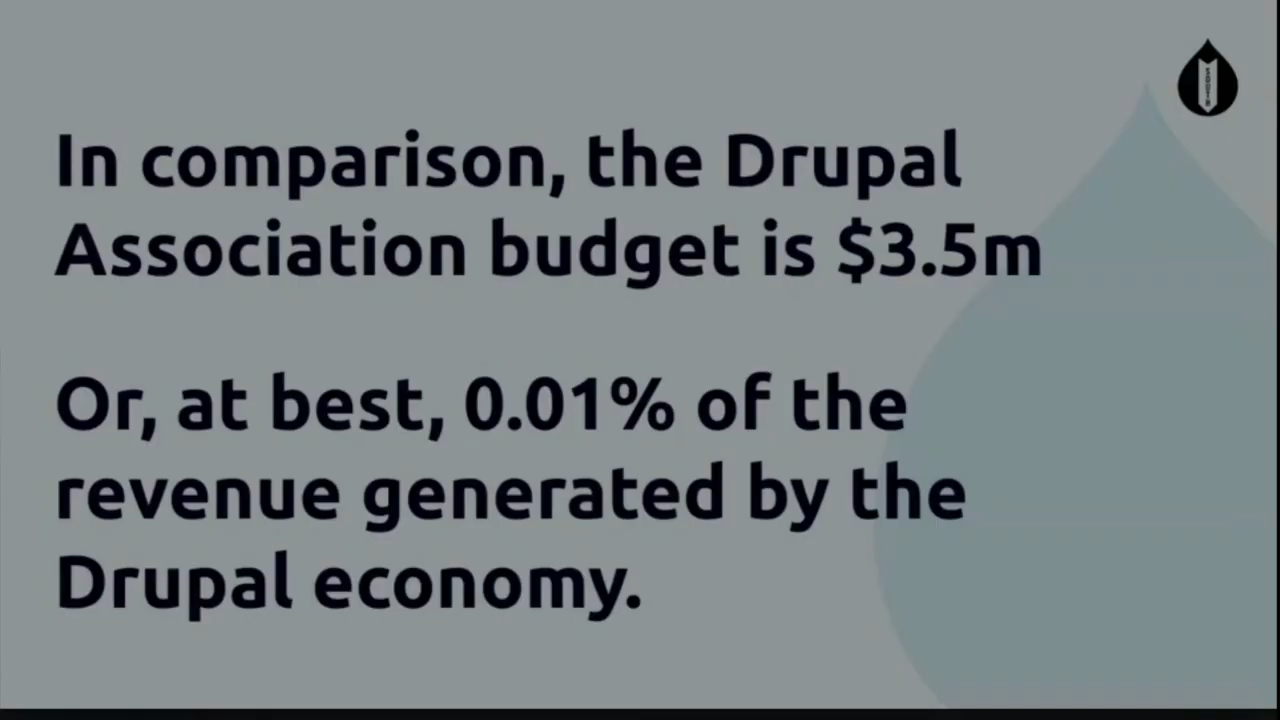 In comparison, the Drupal
Association budget is $3.5m
Or, at best, 0.01% of the
revenue generated by the
Drupal economy.